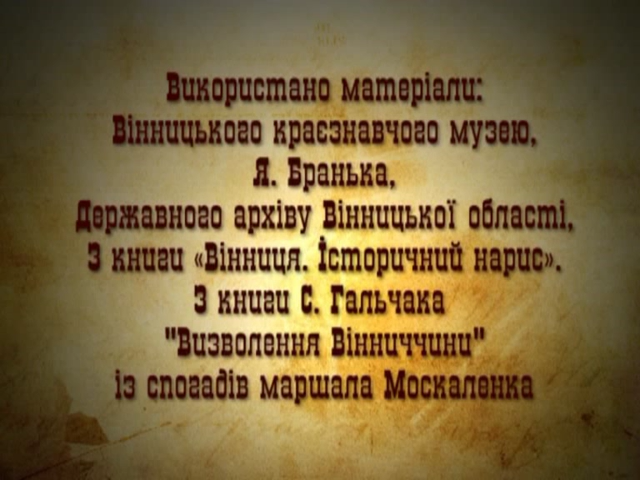 Використано матеріали:
Вінницького краєзнавчого музею,
Я. Бранька,
Державного архіву Вінницької області,
З книги «Вінниця. Історичний нарис».
З книги С. Гальчака
"Визволення Вінниччини"
із спогадів маршала Москаленка